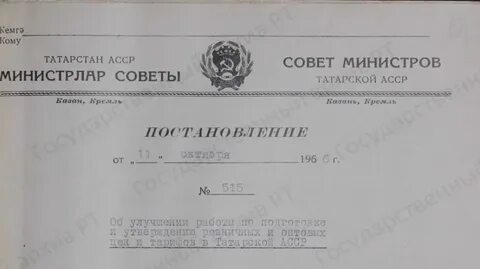 Кемгә
Кому
ТАТАРСТАН АССР
МИНИСТРЛАР СОВЕТЫ
Казан, Кремль
СОВЕТ МИНИСТРОВ
ТАТАРСКОЙ АССР
Казань, Кремль
ПОСТАНОВЛЕНИЕ
от „11" октября 1966 г.
№ 515
Об улучшении работы по подготовке
и утверждению розничных и оптовых
цен и тарифов в Татарской АССР